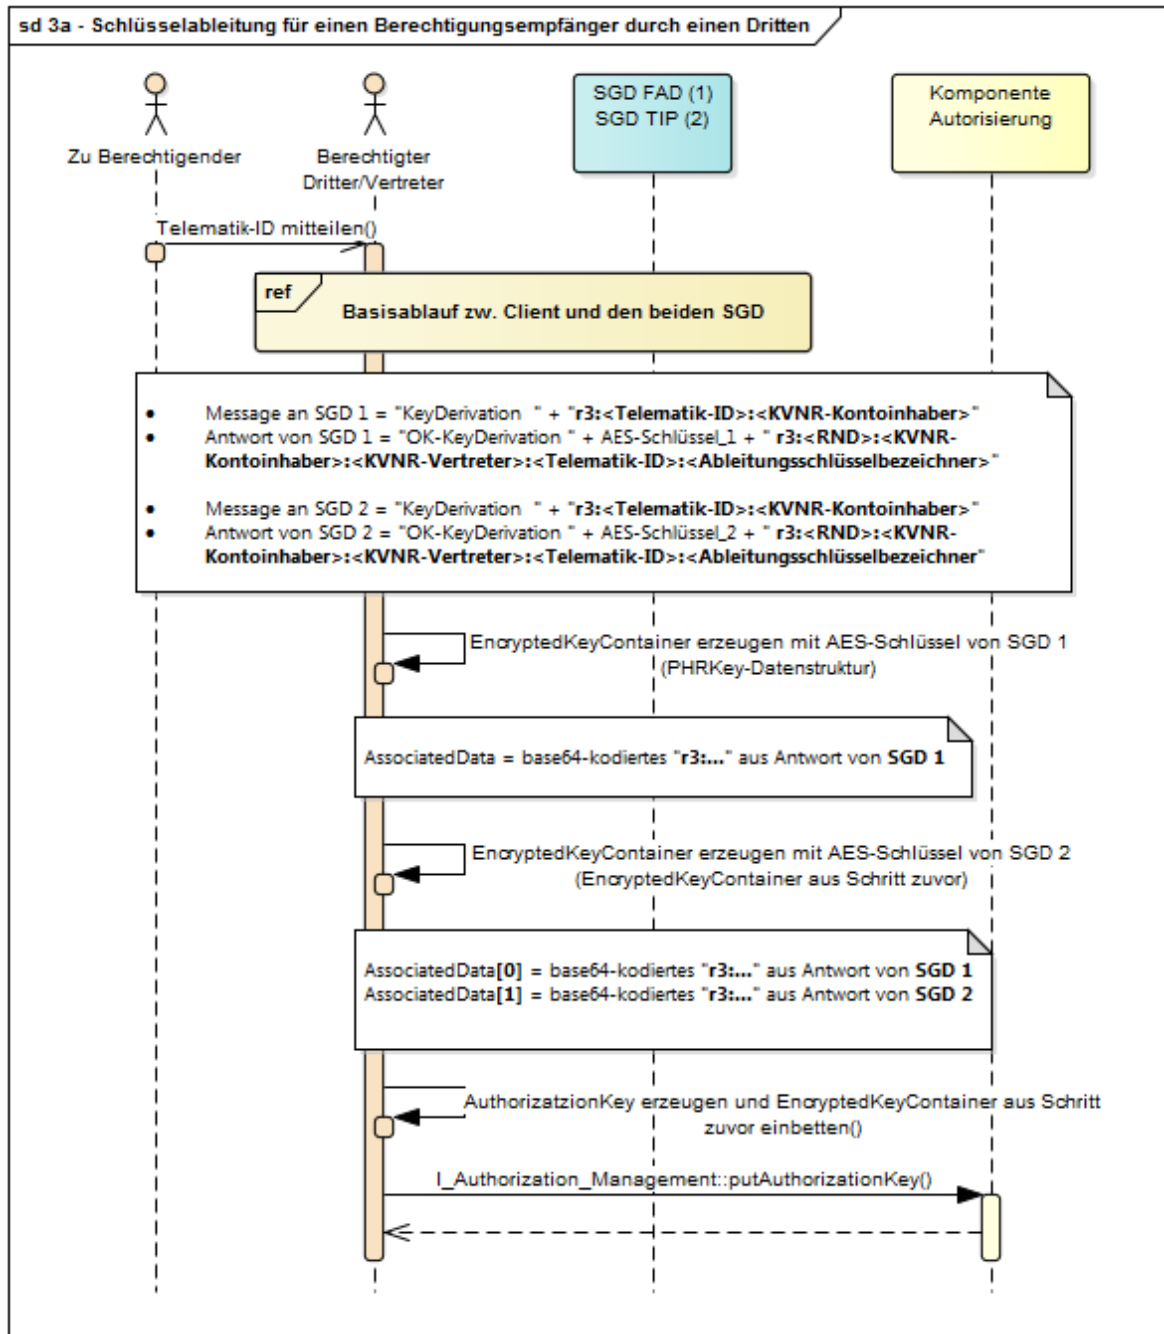 sd 3a - Schlüsselableitung für einen Berechtigungsempfänger durch einen Dritten
Zu Berechtigender
Berechtigter
Dritter/Vertreter
SGD FAD (1)
SGD TIP (2)
Komponente
Autorisierung
Telematik-ID mitteilen()
ref
Basisablauf zw. Client und den beiden SGD
• Message an SGD 1 = "KeyDerivation " + "r3:<Telematik-ID>:<KVNR-Kontoinhaber>"
• Antwort von SGD 1 = "OK-KeyDerivation " + AES-Schlüssel_1 + " r3:<RND>:<KVNR-
Kontoinhaber>:<KVNR-Vertreter>:<Telematik-ID>:<Ableitungsschlüsselbezeichner>"
• Message an SGD 2 = "KeyDerivation " + "r3:<Telematik-ID>:<KVNR-Kontoinhaber>"
• Antwort von SGD 2 = "OK-KeyDerivation " + AES-Schlüssel_2 + " r3:<RND>:<KVNR-
Kontoinhaber>:<KVNR-Vertreter>:<Telematik-ID>:<Ableitungsschlüsselbezeichner"
EncryptedKeyContainer erzeugen mit AES-Schlüssel von SGD 1
(PHRKey-Datenstruktur)
AssociatedData = base64-kodiertes "r3:..." aus Antwort von SGD 1
EncryptedKeyContainer erzeugen mit AES-Schlüssel von SGD 2
(EncryptedKeyContainer aus Schritt zuvor)
AssociatedData[0] = base64-kodiertes "r3:..." aus Antwort von SGD 1
AssociatedData[1] = base64-kodiertes "r3:..." aus Antwort von SGD 2
AuthorizatzionKey erzeugen und EncryptedKeyContainer aus Schritt
zuvor einbetten()
I_Authorization_Management::putAuthorizationKey()